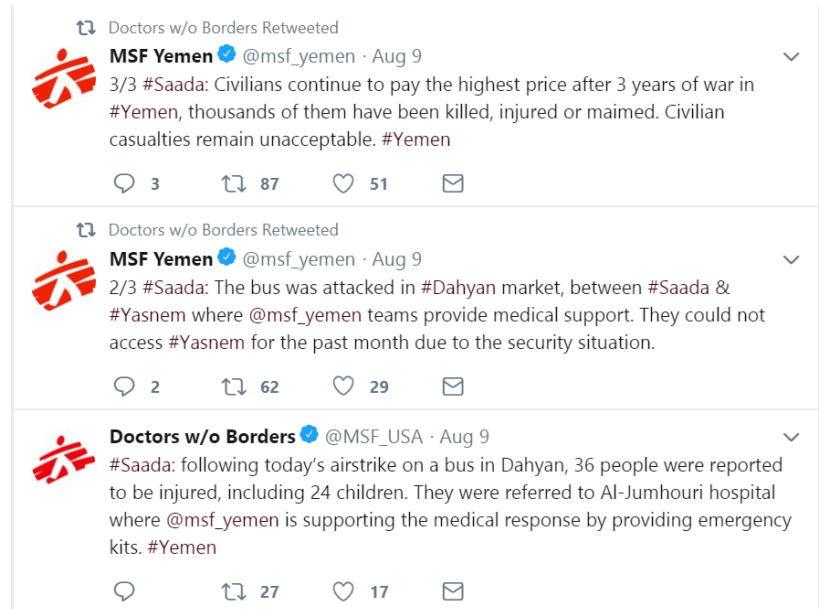 Doctors w/o Borders Retweeted
MSF Yemen @msf_yemen · Aug 9
3/3 #Saada: Civilians continue to pay the highest price after 3 years of war in
#Yemen, thousands of them have been killed, injured or maimed. Civilian
casualties remain unacceptable. #Yemen
3 87 51
Doctors w/o Borders Retweeted
MSF Yemen @msf_yemen · Aug 9
2/3 #Saada: The bus was attacked in #Dahyan market, between #Saada &
#Yasnem where @msf_yemen teams provide medical support. They could not
access #Yasnem for the past month due to the security situation.
2 62 29
Doctors w/o Borders @MSF_USA · Aug 9
#Saada: following today's airstrike on a bus in Dahyan, 36 people were reported
to be injured, including 24 children. They were referred to Al-Jumhouri hospital
where @msf_yemen is supporting the medical response by providing emergency
kits. #Yemen
27 17